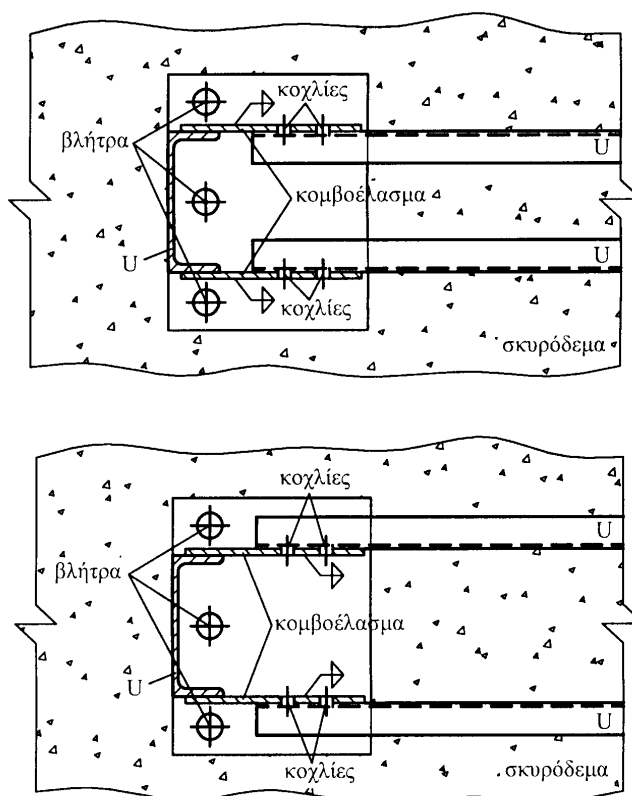 κοχλίες
βλήτρα
U
κομβοέλασμα
U
U
κοχλίες
σκυρόδεμα
κοχλίες
U
βλήτρα
κομβοέλασμα
U
U
κοχλίες
σκυρόδεμα